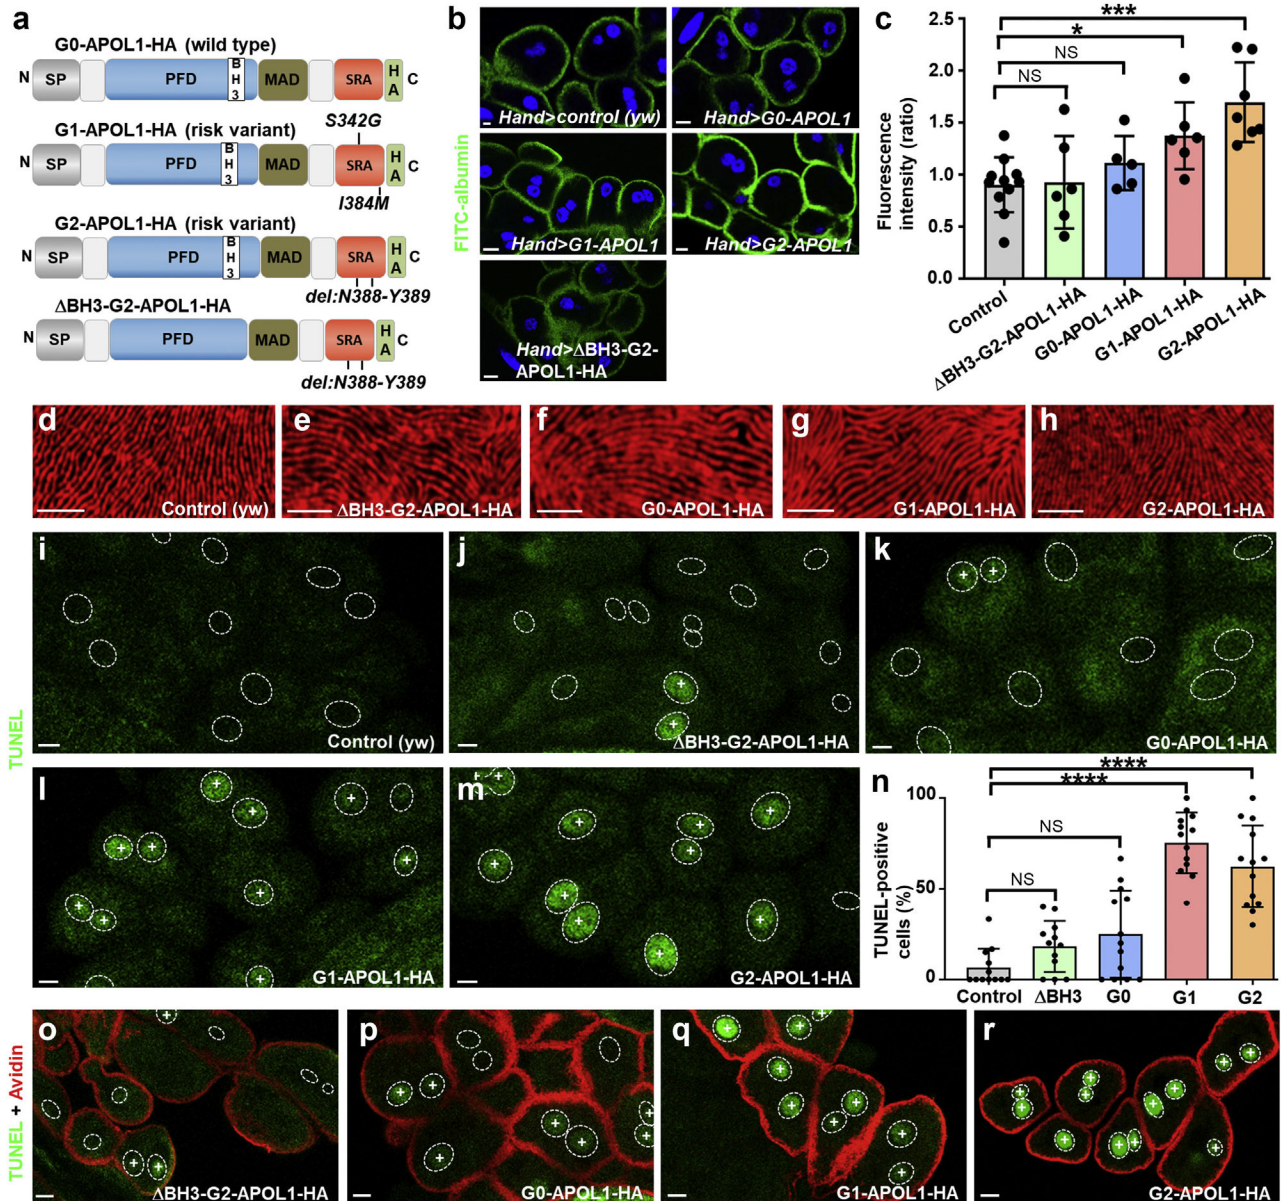 a
G0-APOL1-HA (wild type)
N SP PFD BH3 MAD SRA HA C
G1-APOL1-HA (risk variant)
S342G
N SP PFD BH3 MAD SRA HA C
I384M
G2-APOL1-HA (risk variant)
N SP PFD BH3 MAD SRA HA C
del:N388-Y389
ΔBH3-G2-APOL1-HA
N SP PFD MAD SRA HA C
del:N388-Y389
b
FITC-albumin
Hand>control (yw)
Hand>G0-APOL1
Hand>G1-APOL1
Hand>G2-APOL1
Hand>ΔBH3-G2-
APOL1-HA
c
Fluorescence
intensity (ratio)
2.5
2.0
1.5
1.0
0.5
0.0
***
*
NS
NS
Control
ΔBH3-G2-APOL1-HA
G0-APOL1-HA
G1-APOL1-HA
G2-APOL1-HA
d
Control (yw)
e
ΔBH3-G2-APOL1-HA
f
G0-APOL1-HA
g
G1-APOL1-HA
h
G2-APOL1-HA
TUNEL
i
Control (yw)
j
ΔBH3-G2-APOL1-HA
k
G0-APOL1-HA
l
G1-APOL1-HA
m
G2-APOL1-HA
n
TUNEL-positive
cells (%)
100
50
0
****
****
NS
NS
Control ΔBH3 G0 G1 G2
TUNEL + Avidin
o
ΔBH3-G2-APOL1-HA
p
G0-APOL1-HA
q
G1-APOL1-HA
r
G2-APOL1-HA